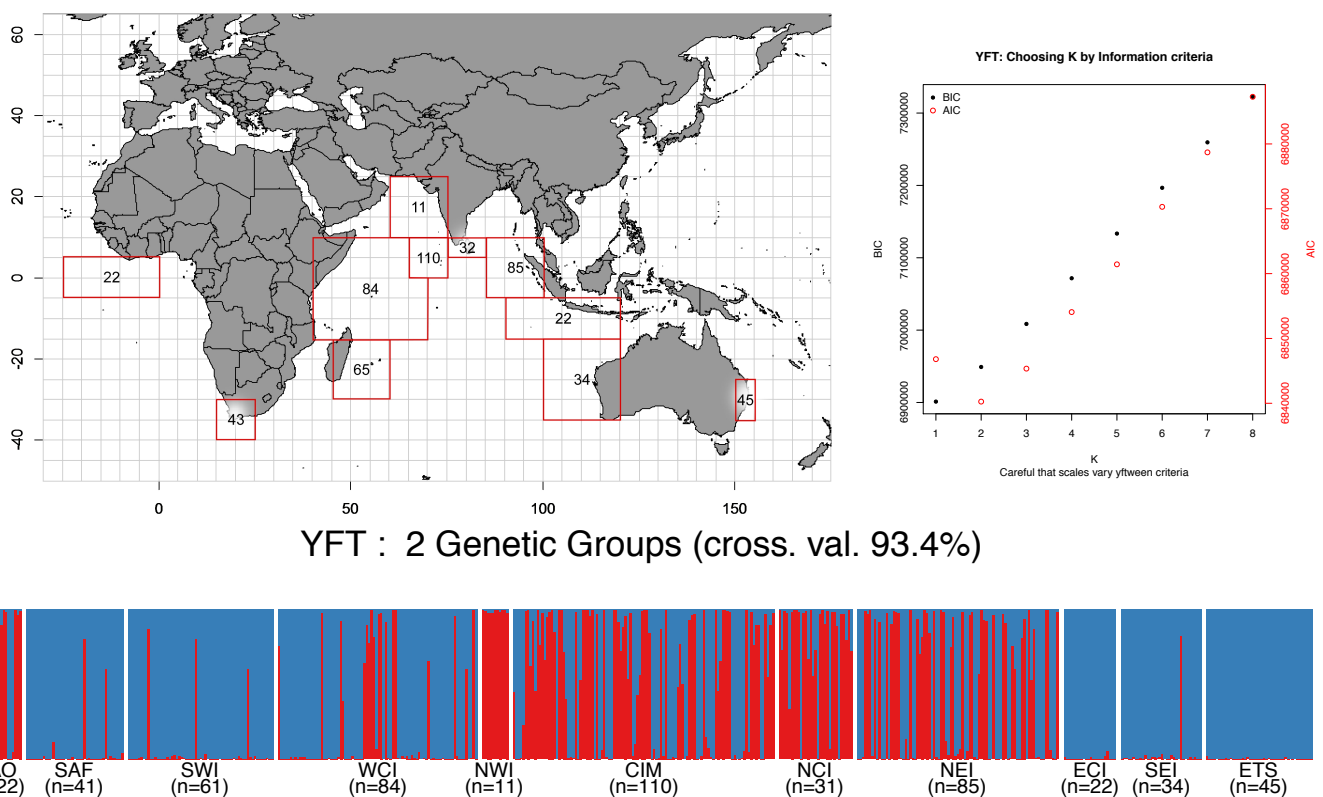 60
40
20
0
-20
-40
0
50
100
150
11
32
110
85
22
84
22
65
34
45
43
YFT: Choosing K by Information criteria
BIC
AIC
7300000
7200000
7100000
7000000
6900000
BIC
6880000
6870000
6860000
6850000
6840000
AIC
1 2 3 4 5 6 7 8
K
Careful that scales vary yftween criteria
YFT : 2 Genetic Groups (cross. val. 93.4%)
O SAF SWI WCI NWI CIM NCI NEI ECI SEI ETS
22) (n=41) (n=61) (n=84) (n=11) (n=110) (n=31) (n=85) (n=22) (n=34) (n=45)